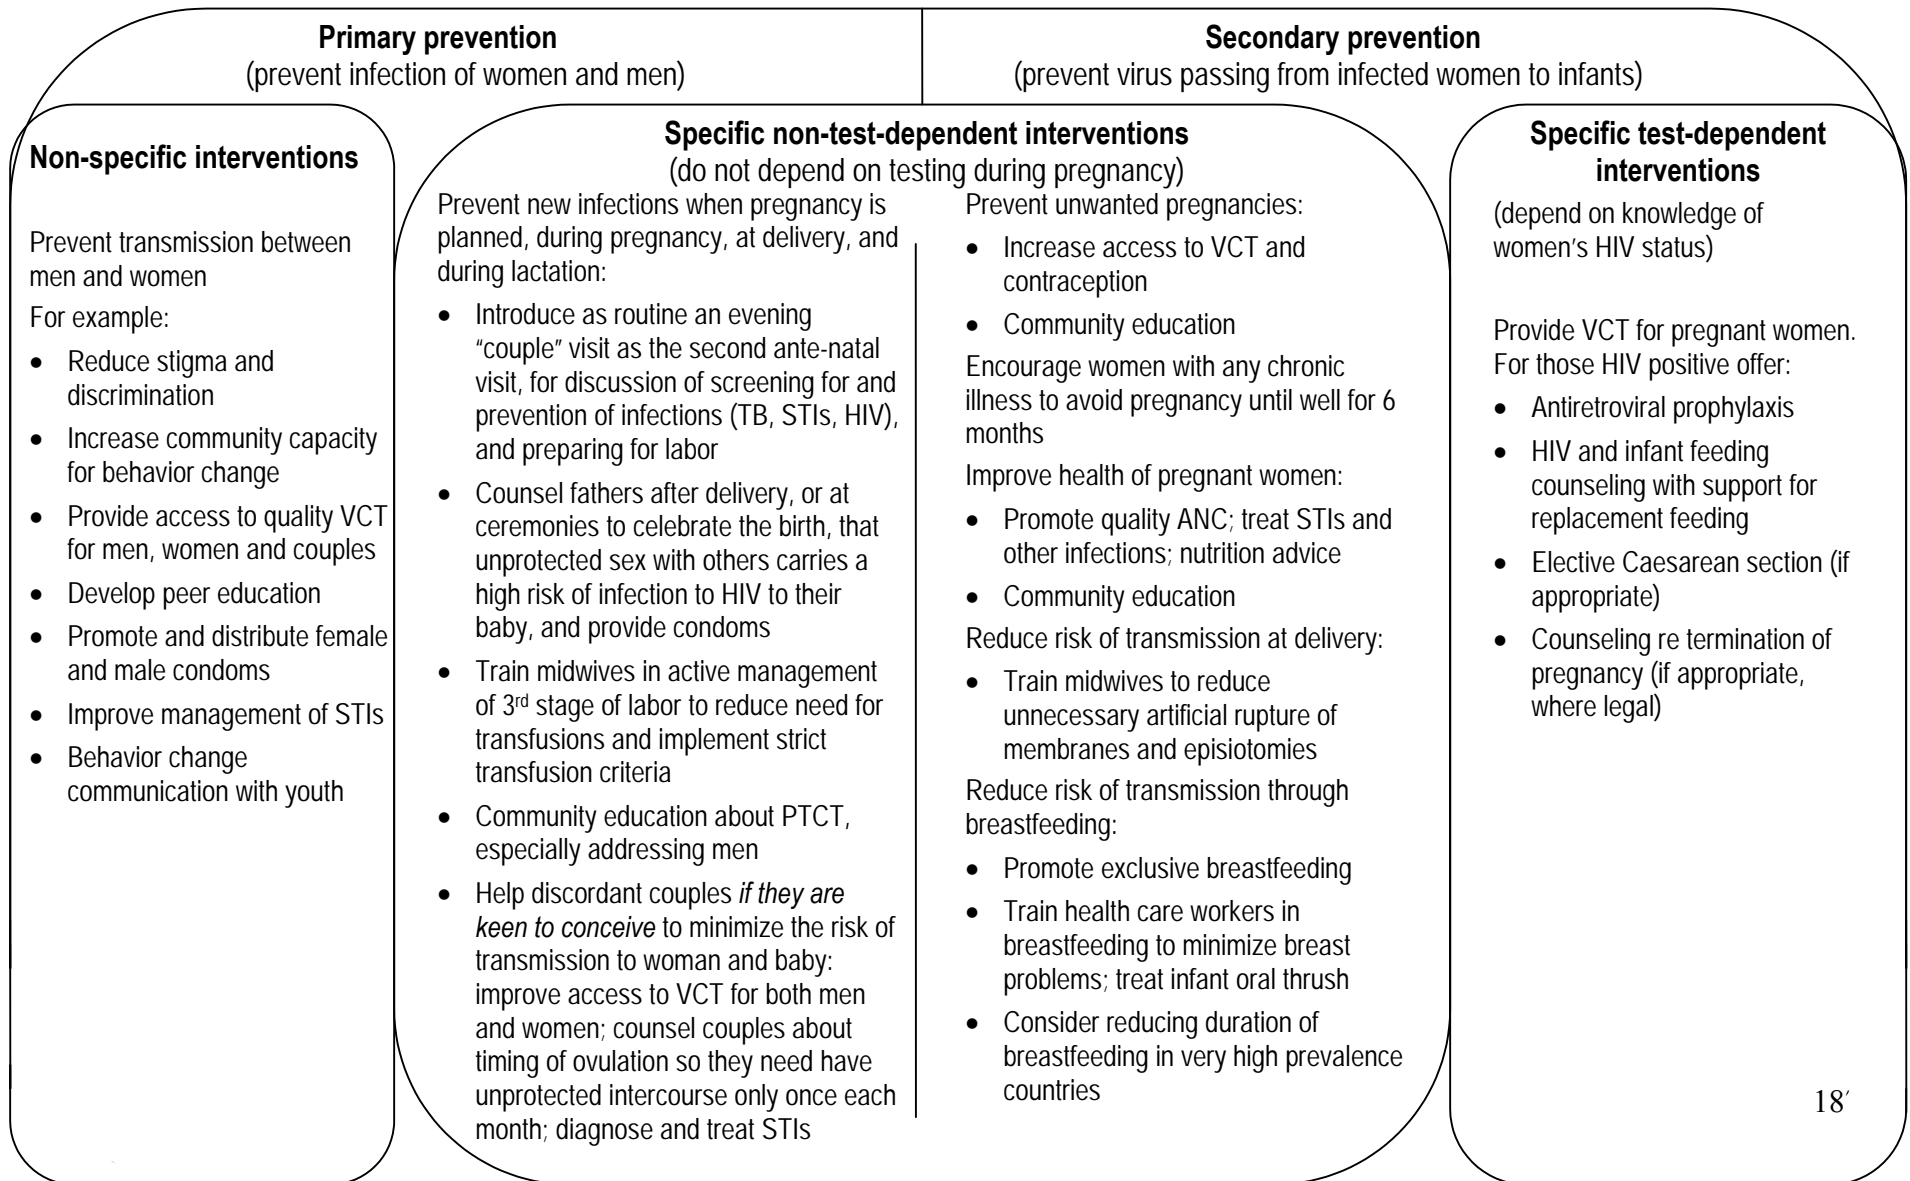 Primary prevention
(prevent infection of women and men)
Secondary prevention
(prevent virus passing from infected women to infants)
Non-specific interventions
Prevent transmission between
men and women
For example:
• Reduce stigma and
discrimination
• Increase community capacity
for behavior change
• Provide access to quality VCT
for men, women and couples
• Develop peer education
• Promote and distribute female
and male condoms
• Improve management of STIs
• Behavior change
communication with youth
Specific non-test-dependent interventions
(do not depend on testing during pregnancy)
Prevent new infections when pregnancy is
planned, during pregnancy, at delivery, and
during lactation:
• Introduce as routine an evening
“couple” visit as the second ante-natal
visit, for discussion of screening for and
prevention of infections (TB, STIs, HIV),
and preparing for labor
• Counsel fathers after delivery, or at
ceremonies to celebrate the birth, that
unprotected sex with others carries a
high risk of infection to HIV to their
baby, and provide condoms
• Train midwives in active management
of 3rd stage of labor to reduce need for
transfusions and implement strict
transfusion criteria
• Community education about PTCT,
especially addressing men
• Help discordant couples if they are
keen to conceive to minimize the risk of
transmission to woman and baby:
improve access to VCT for both men
and women; counsel couples about
timing of ovulation so they need have
unprotected intercourse only once each
month; diagnose and treat STIs
Prevent unwanted pregnancies:
• Increase access to VCT and
contraception
• Community education
Encourage women with any chronic
illness to avoid pregnancy until well for 6
months
Improve health of pregnant women:
• Promote quality ANC; treat STIs and
other infections; nutrition advice
• Community education
Reduce risk of transmission at delivery:
• Train midwives to reduce
unnecessary artificial rupture of
membranes and episiotomies
Reduce risk of transmission through
breastfeeding:
• Promote exclusive breastfeeding
• Train health care workers in
breastfeeding to minimize breast
problems; treat infant oral thrush
• Consider reducing duration of
breastfeeding in very high prevalence
countries
Specific test-dependent
interventions
(depend on knowledge of
women’s HIV status)
Provide VCT for pregnant women.
For those HIV positive offer:
• Antiretroviral prophylaxis
• HIV and infant feeding
counseling with support for
replacement feeding
• Elective Caesarean section (if
appropriate)
• Counseling re termination of
pregnancy (if appropriate,
where legal)
18